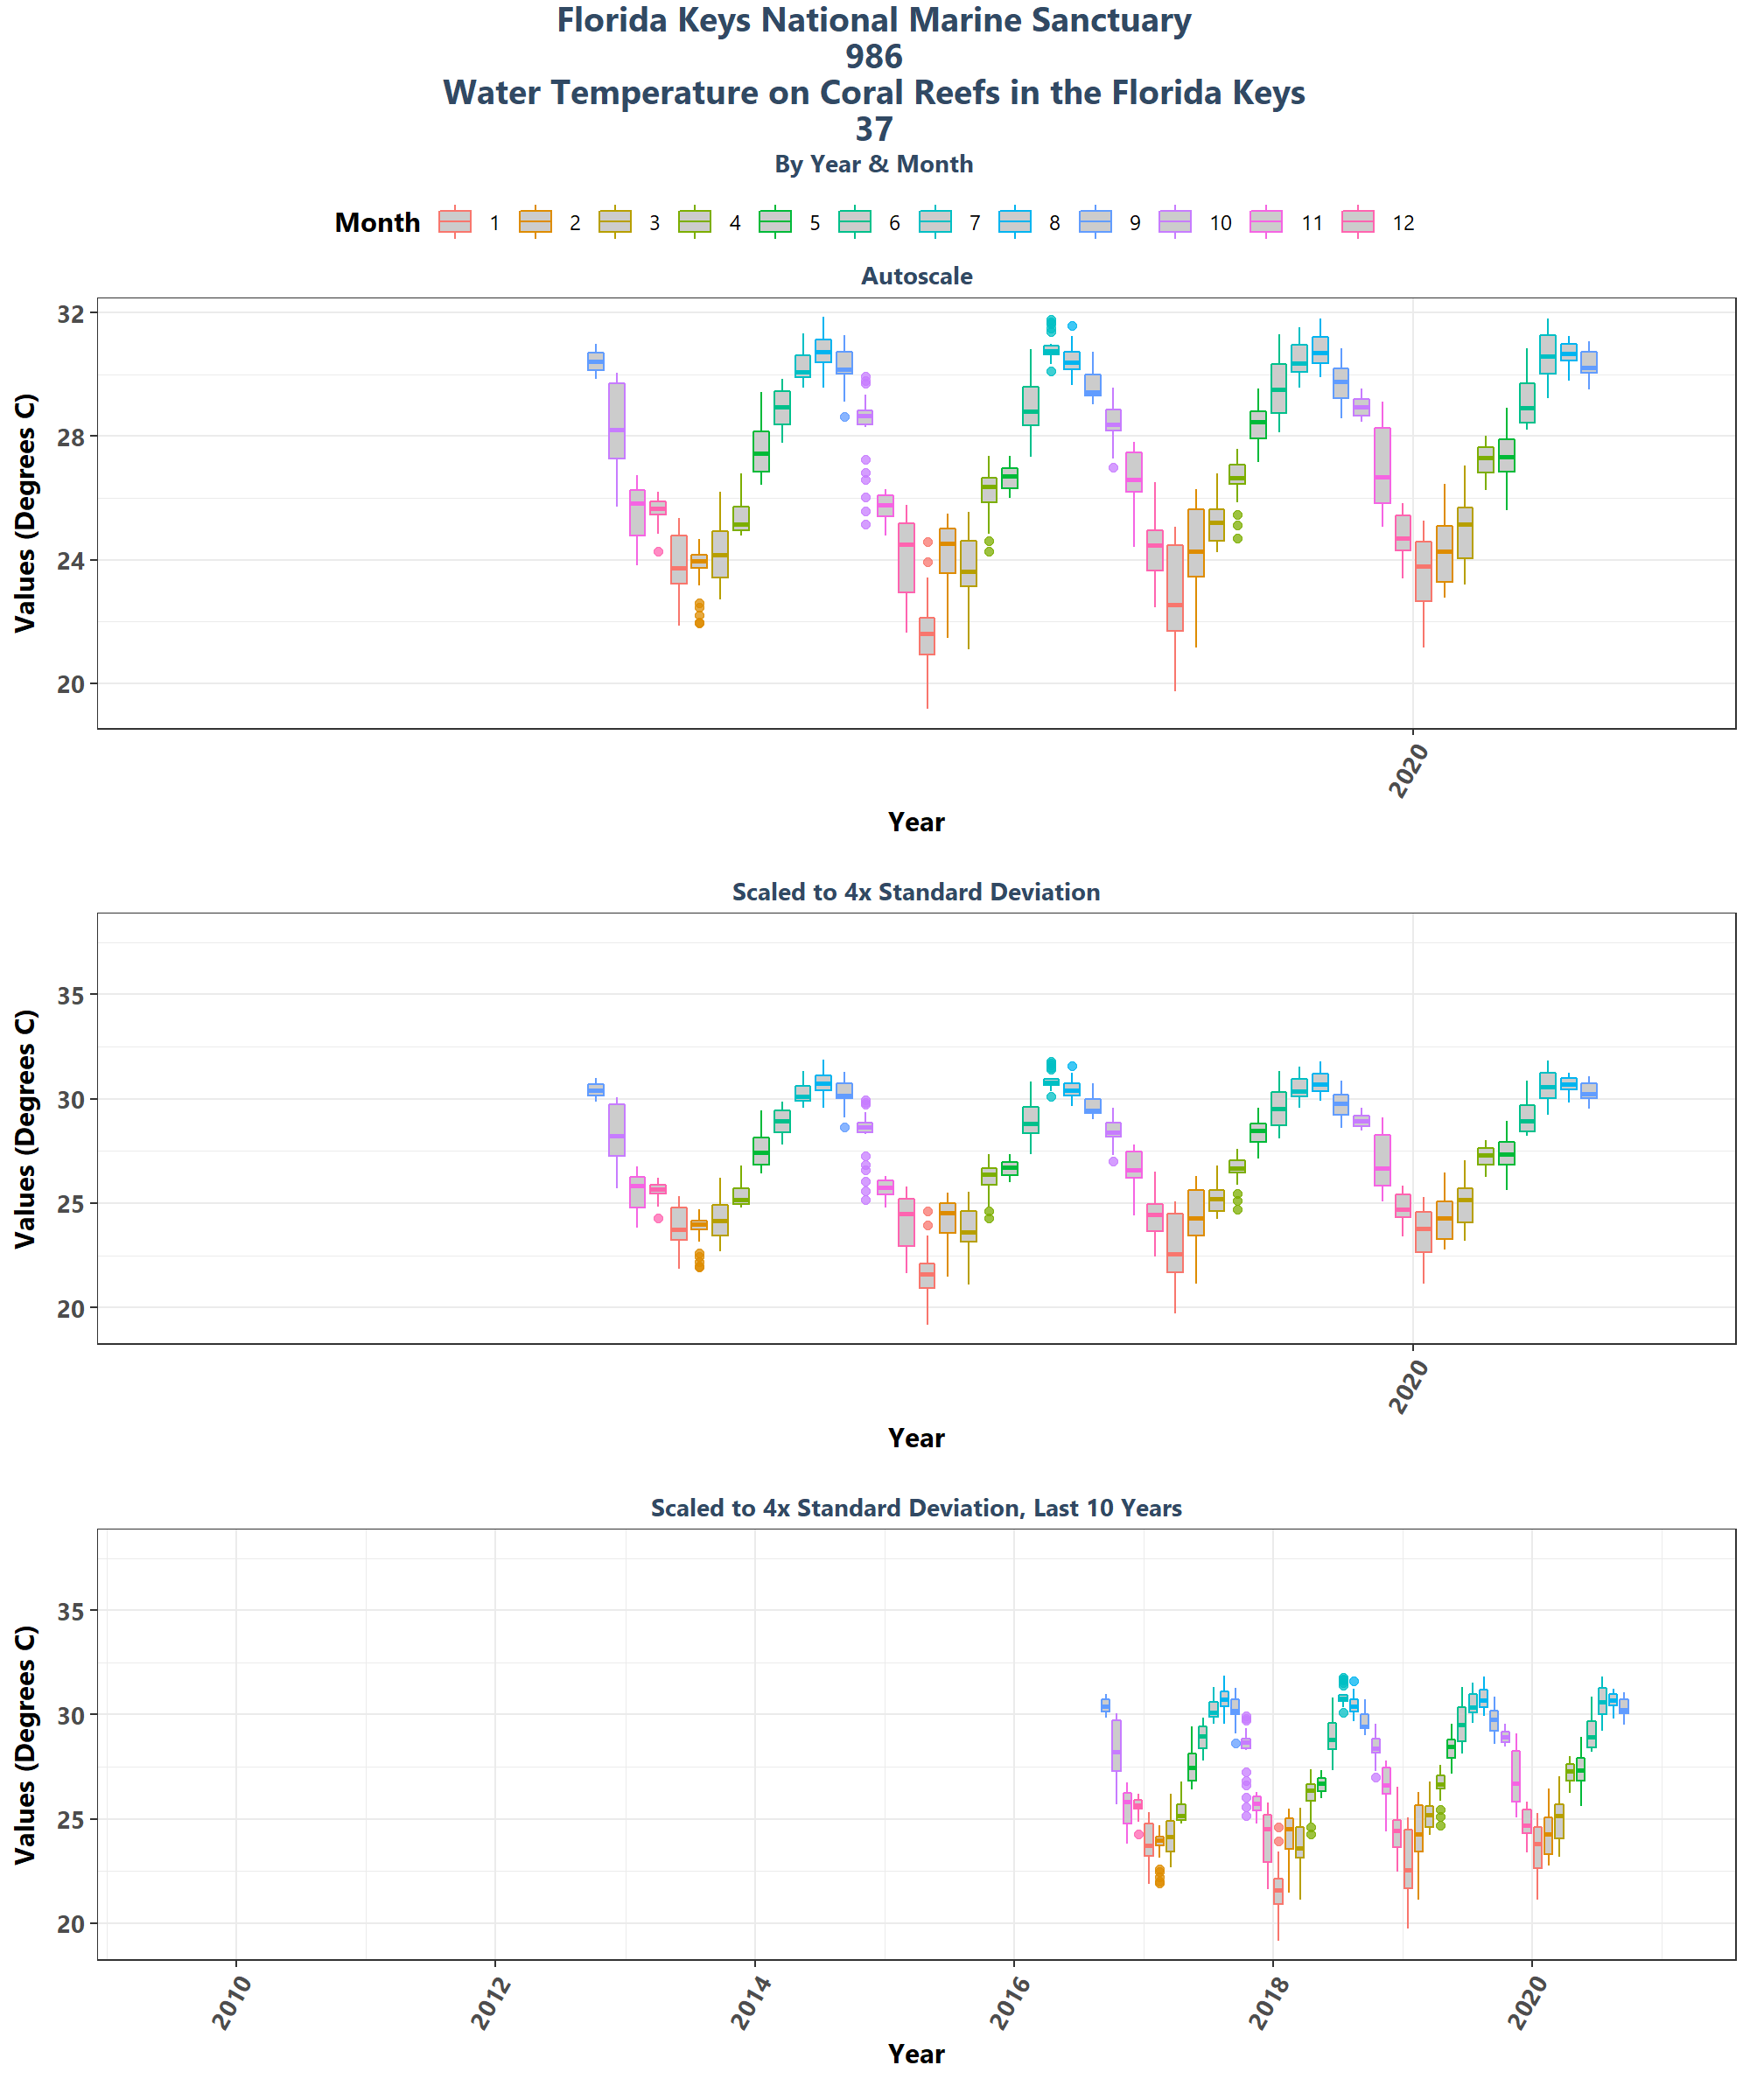 Florida Keys National Marine Sanctuary
986
Water Temperature on Coral Reefs in the Florida Keys
37
By Year & Month
Month 1 2 3 4 5 6 7 8 9 10 11 12
Autoscale
Values (Degrees C)
32
28
24
20
2020
Year
Scaled to 4x Standard Deviation
Values (Degrees C)
35
30
25
20
2020
Year
Scaled to 4x Standard Deviation, Last 10 Years
Values (Degrees C)
35
30
25
20
2010 2012 2014 2016 2018 2020
Year